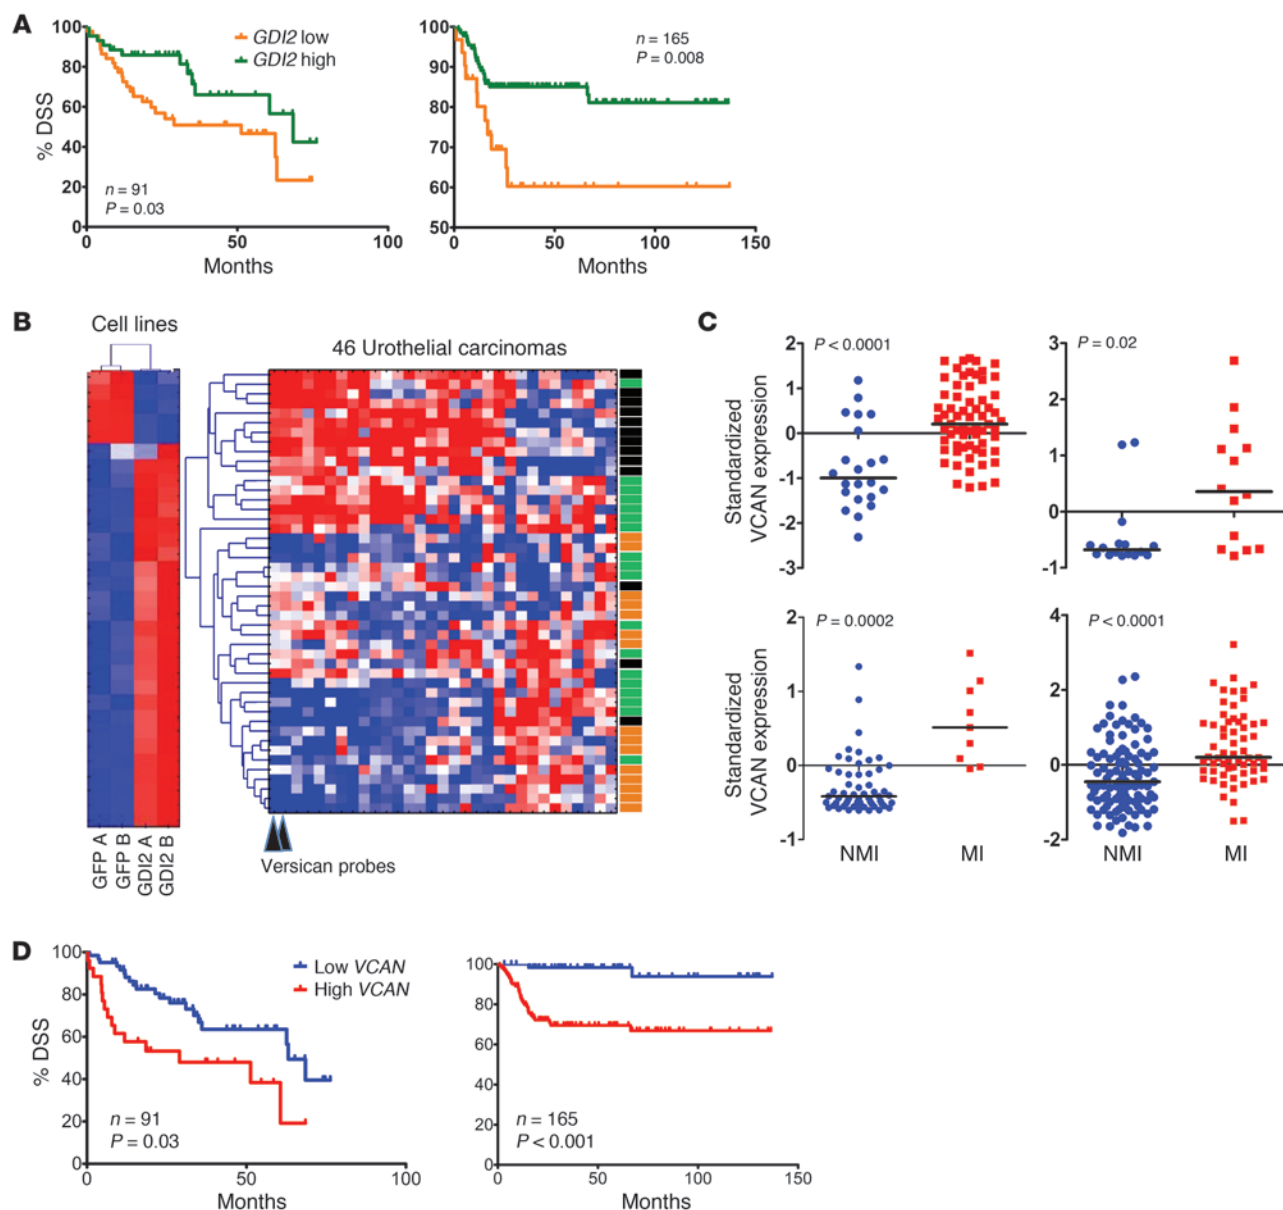 A
% DSS
100
80
60
40
20
0
0
50
100
Months
GDI2 low
GDI2 high
n = 91
P = 0.03
100
90
80
70
60
50
0
50
100
150
Months
n = 165
P = 0.008
B
Cell lines
46 Urothelial carcinomas
GFP A
GFP B
GDI2 A
GDI2 B
Versican probes
C
Standardized
VCAN expression
2
1
0
-1
-2
-3
P < 0.0001
3
2
1
0
-1
P = 0.02
Standardized
VCAN expression
2
1
0
-1
P = 0.0002
NMI
MI
4
2
0
-2
P < 0.0001
NMI
MI
D
% DSS
100
80
60
40
20
0
0
50
100
Months
Low VCAN
High VCAN
n = 91
P = 0.03
100
80
60
40
20
0
0
50
100
150
Months
n = 165
P < 0.001